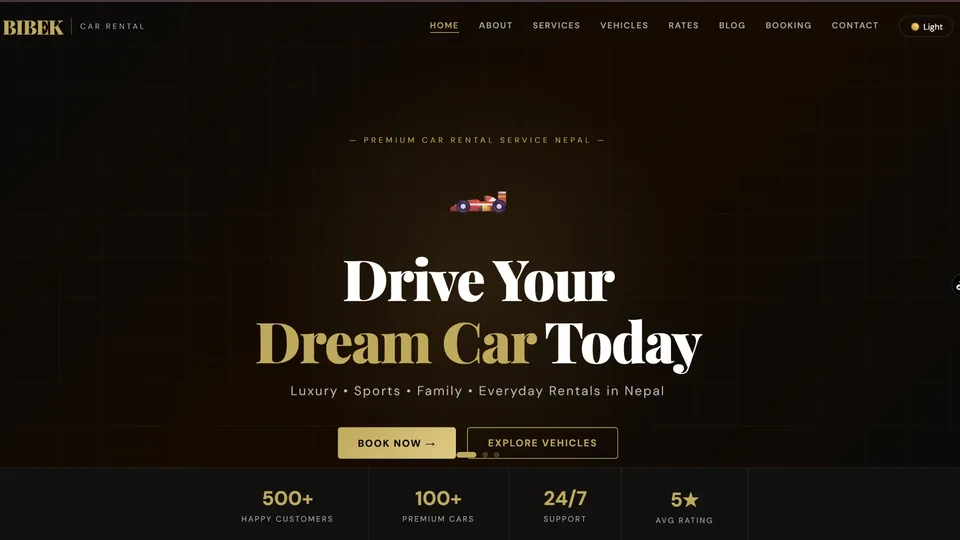 BIBEK CAR RENTAL HOME ABOUT SERVICES VEHICLES RATES BLOG BOOKING CONTACT Light
— PREMIUM CAR RENTAL SERVICE NEPAL —
Drive Your
Dream Car Today
Luxury • Sports • Family • Everyday Rentals in Nepal
BOOK NOW → EXPLORE VEHICLES
500+ 100+ 24/7 5★
HAPPY CUSTOMERS PREMIUM CARS SUPPORT AVG RATING